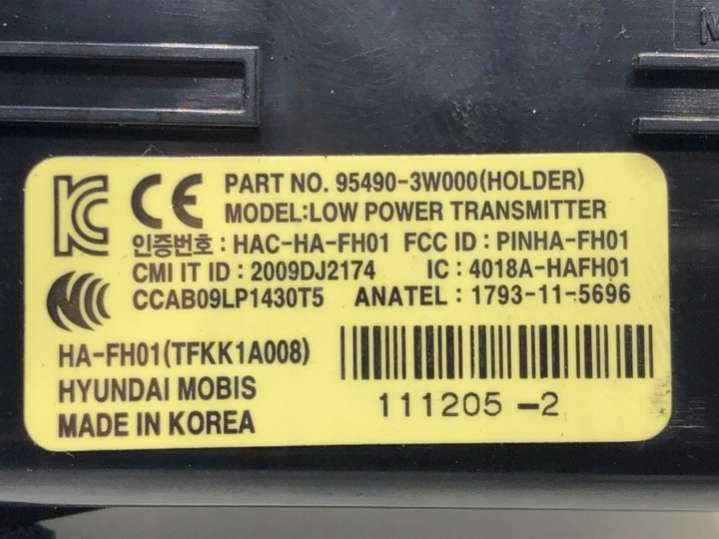 PART NO. 95490-3W000(HOLDER)
MODEL:LOW POWER TRANSMITTER
인증번호 : HAC-HA-FH01 FCC ID : PINHA-FH01
CMI IT ID : 2009DJ2174 IC : 4018A-HAFH01
CCAB09LP1430T5 ANATEL : 1793-11-5696
HA-FH01(TFKK1A008)
HYUNDAI MOBIS
MADE IN KOREA
111205 -2